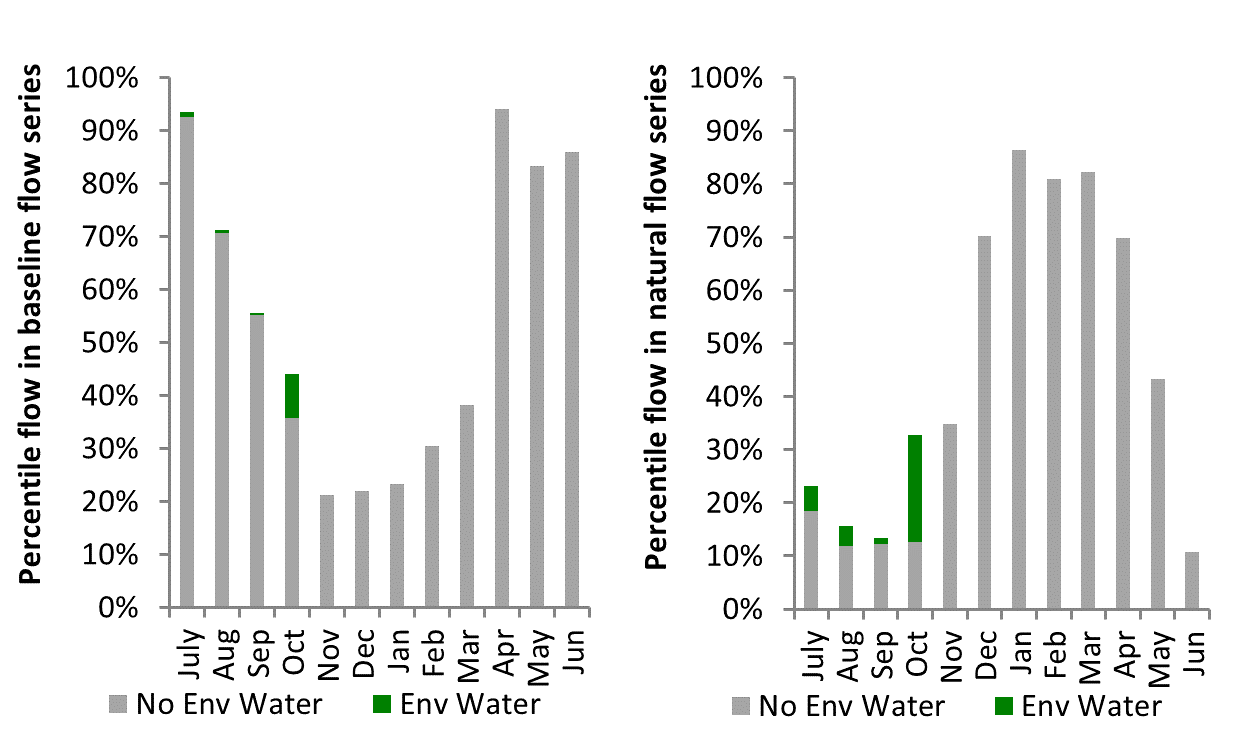 Percentile flow in baseline flow series
100%
90%
80%
70%
60%
50%
40%
30%
20%
10%
0%
July
Aug
Sep
Oct
Nov
Dec
Jan
Feb
Mar
Apr
May
Jun
No Env Water
Env Water
Percentile flow in natural flow series
100%
90%
80%
70%
60%
50%
40%
30%
20%
10%
0%
July
Aug
Sep
Oct
Nov
Dec
Jan
Feb
Mar
Apr
May
Jun
No Env Water
Env Water